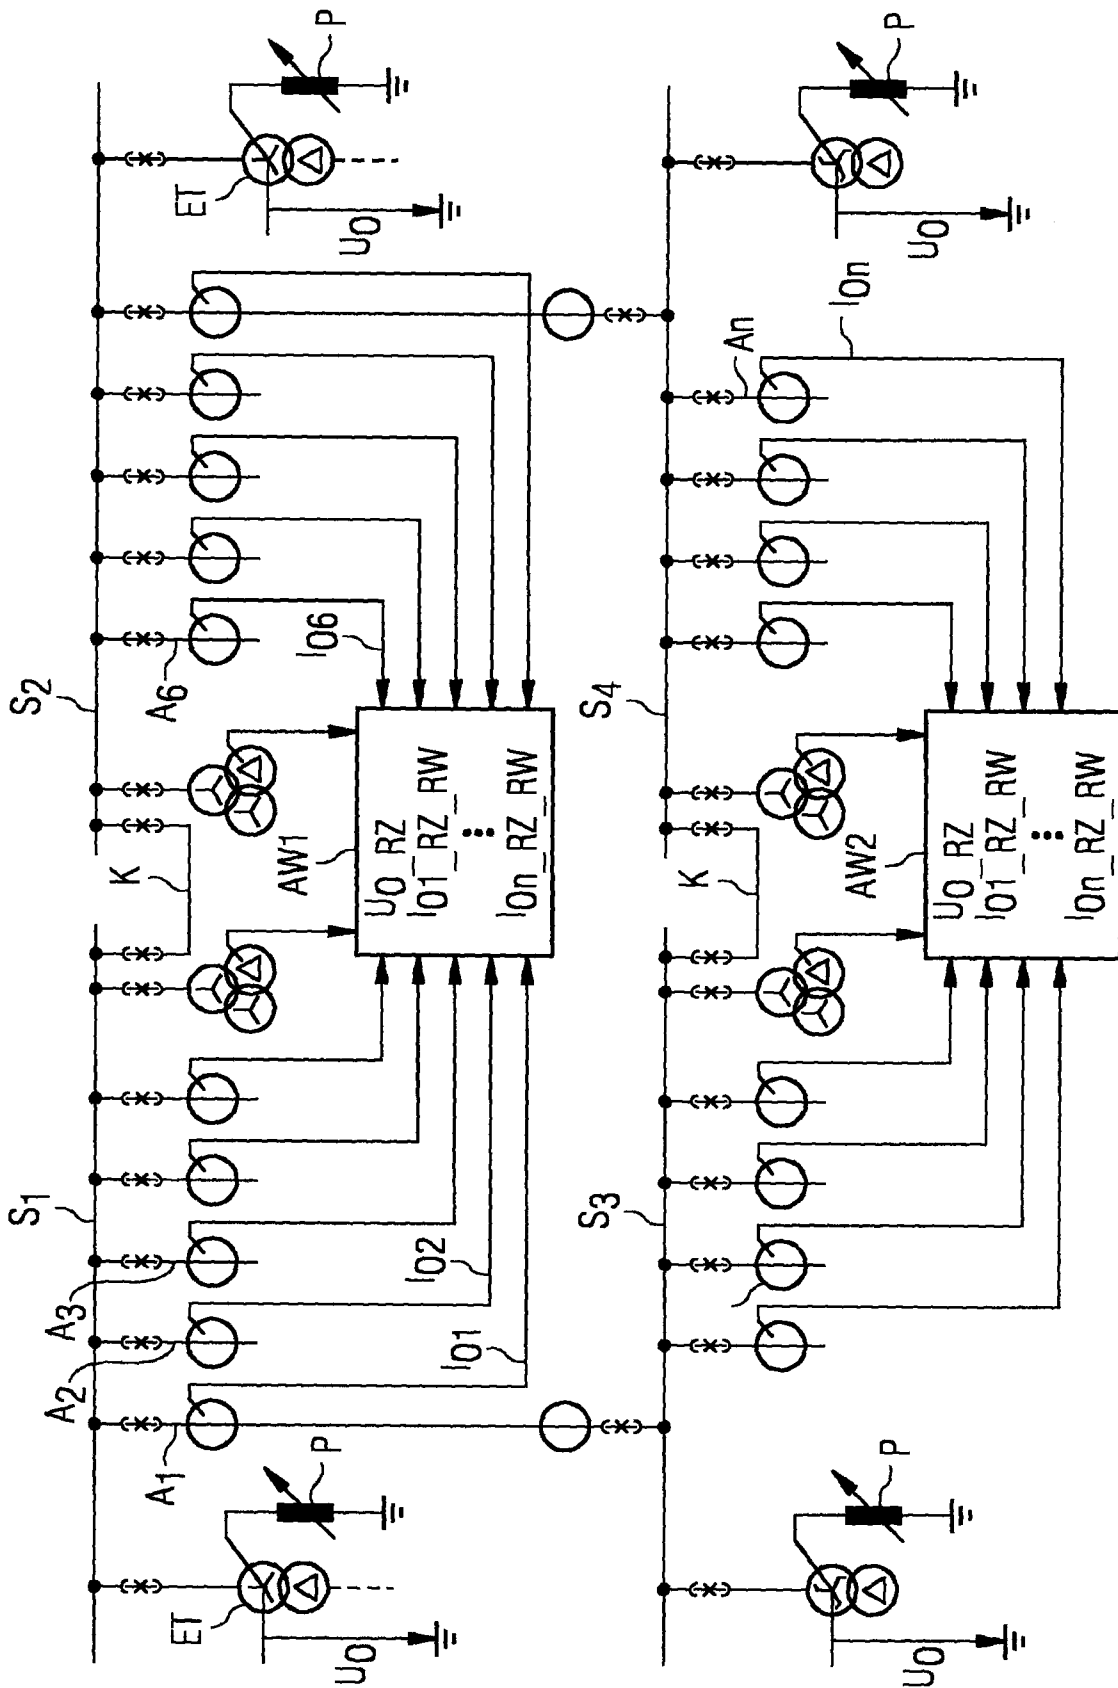 S1
S2
ET
U0
P
A1
A2
A3
I01
I02
K
AW1
U0_RZ
I01_RZ_RW
...
I0n_RZ_RW
A6
I06
ET
U0
P
S3
S4
U0
P
K
AW2
U0_RZ
I01_RZ_RW
...
I0n_RZ_RW
An
I0n
U0
P